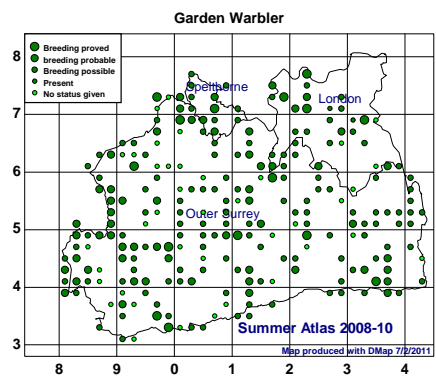 Garden Warbler
Breeding proved
breeding probable
Breeding possible
Present
No status given
Spelthorne
London
Outer Surrey
Summer Atlas 2008-10
Map produced with DMap 7/2/2011
8
7
6
5
4
3
8 9 0 1 2 3 4